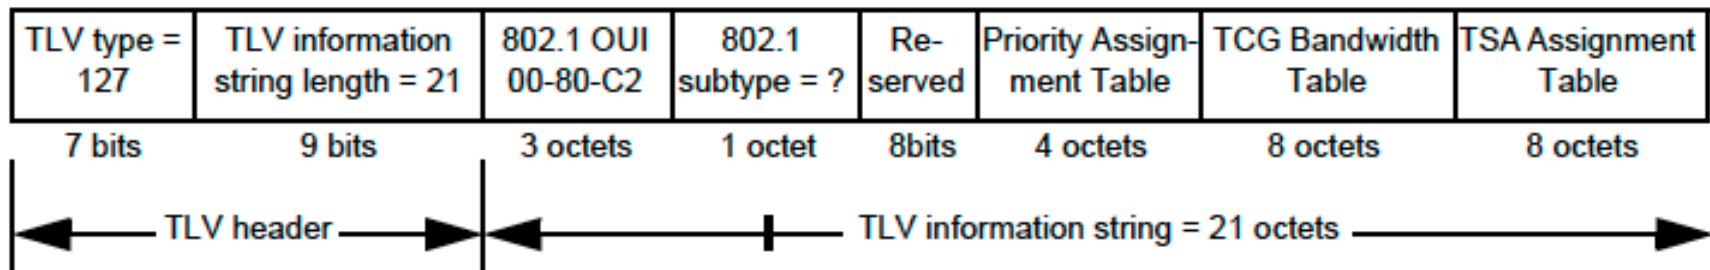 TLV type =
127
TLV information
string length = 21
802.1 OUI
00-80-C2
802.1
subtype = ?
Re-
served
Priority Assign-
ment Table
TCG Bandwidth
Table
TSA Assignment
Table
7 bits
9 bits
3 octets
1 octet
8bits
4 octets
8 octets
8 octets
TLV header
TLV information string = 21 octets